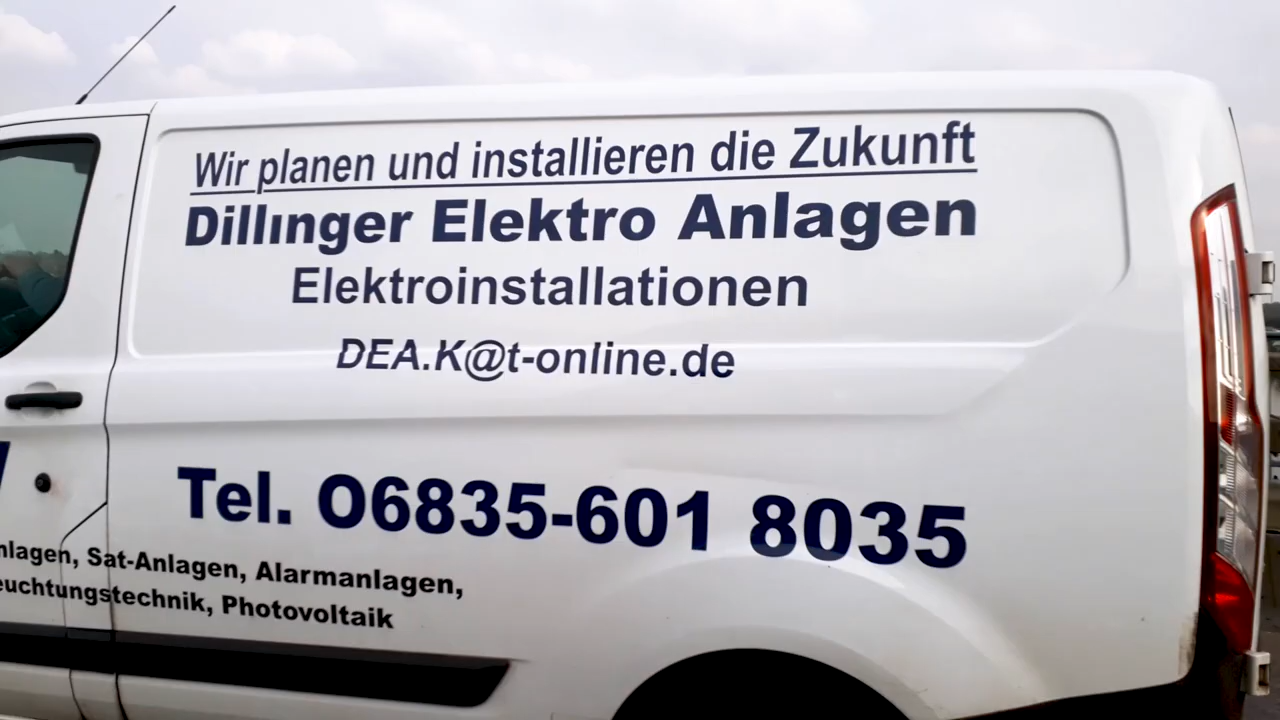 Wir planen und installieren die Zukunft
Dillinger Elektro Anlagen
Elektroinstallationen
DEA.K@t-online.de
Tel. 06835-601 8035
nlagen, Sat-Anlagen, Alarmanlagen,
euchtungstechnik, Photovoltaik